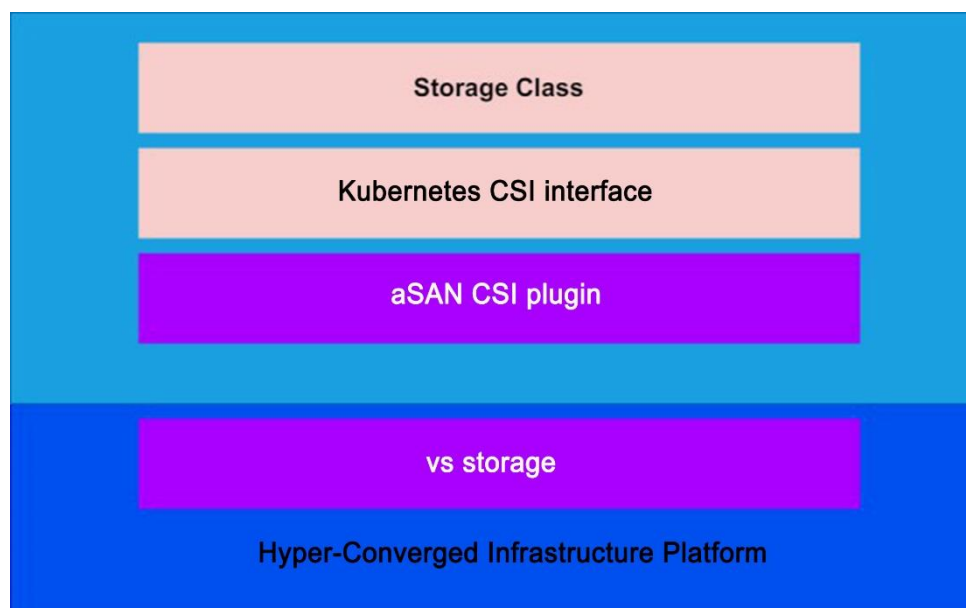 Storage Class
Kubernetes CSI interface
aSAN CSI plugin
vs storage
Hyper-Converged Infrastructure Platform